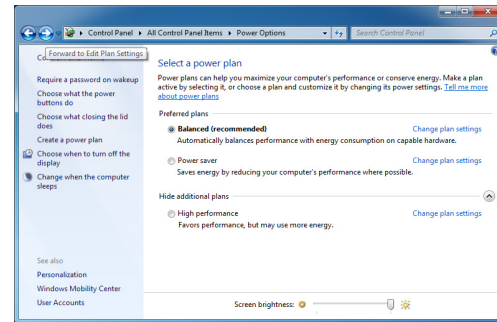 Control Panel ▸ All Control Panel Items ▸ Power Options
Search Control Panel
Forward to Edit Plan Settings
Select a power plan
Power plans can help you maximize your computer's performance or conserve energy. Make a plan
active by selecting it, or choose a plan and customize it by changing its power settings. Tell me more
about power plans
Require a password on wakeup
Choose what the power
buttons do
Choose what closing the lid
does
Create a power plan
Choose when to turn off the
display
Change when the computer
sleeps
Preferred plans
Balanced (recommended)
Change plan settings
Automatically balances performance with energy consumption on capable hardware.
Power saver
Change plan settings
Saves energy by reducing your computer's performance where possible.
Hide additional plans
High performance
Change plan settings
Favors performance, but may use more energy.
See also
Personalization
Windows Mobility Center
User Accounts
Screen brightness: